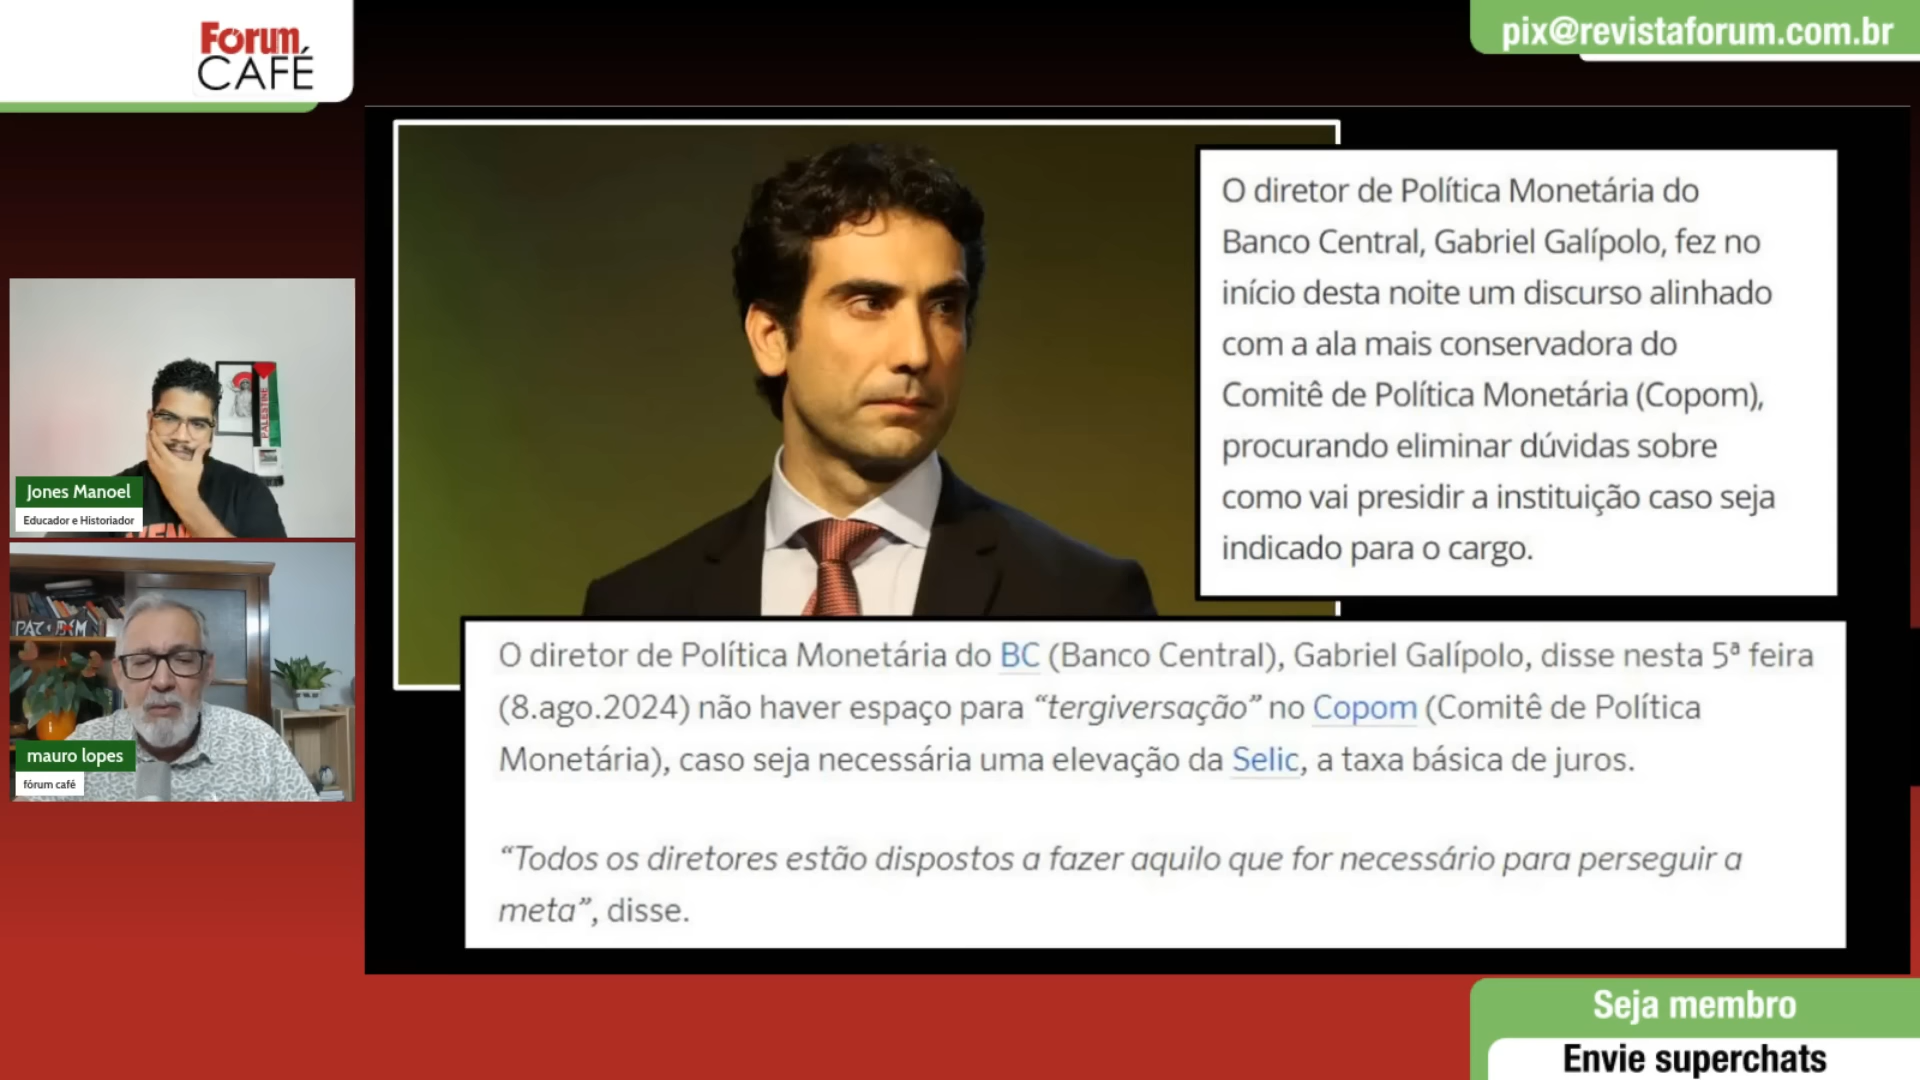 Forum
CAFÉ
pix@revistaforum.com.br
O diretor de Política Monetária do
Banco Central, Gabriel Galípolo, fez no
início desta noite um discurso alinhado
com a ala mais conservadora do
Comitê de Política Monetária (Copom),
procurando eliminar dúvidas sobre
como vai presidir a instituição caso seja
indicado para o cargo.
PALESTINE
Jones Manoel
Educador e Historiador
mauro lopes
fórum café
O diretor de Política Monetária do BC (Banco Central), Gabriel Galípolo, disse nesta 5ª feira
(8.ago.2024) não haver espaço para “tergiversação” no Copom (Comitê de Política
Monetária), caso seja necessária uma elevação da Selic, a taxa básica de juros.
“Todos os diretores estão dispostos a fazer aquilo que for necessário para perseguir a
meta”, disse.
Seja membro
Envie superchats